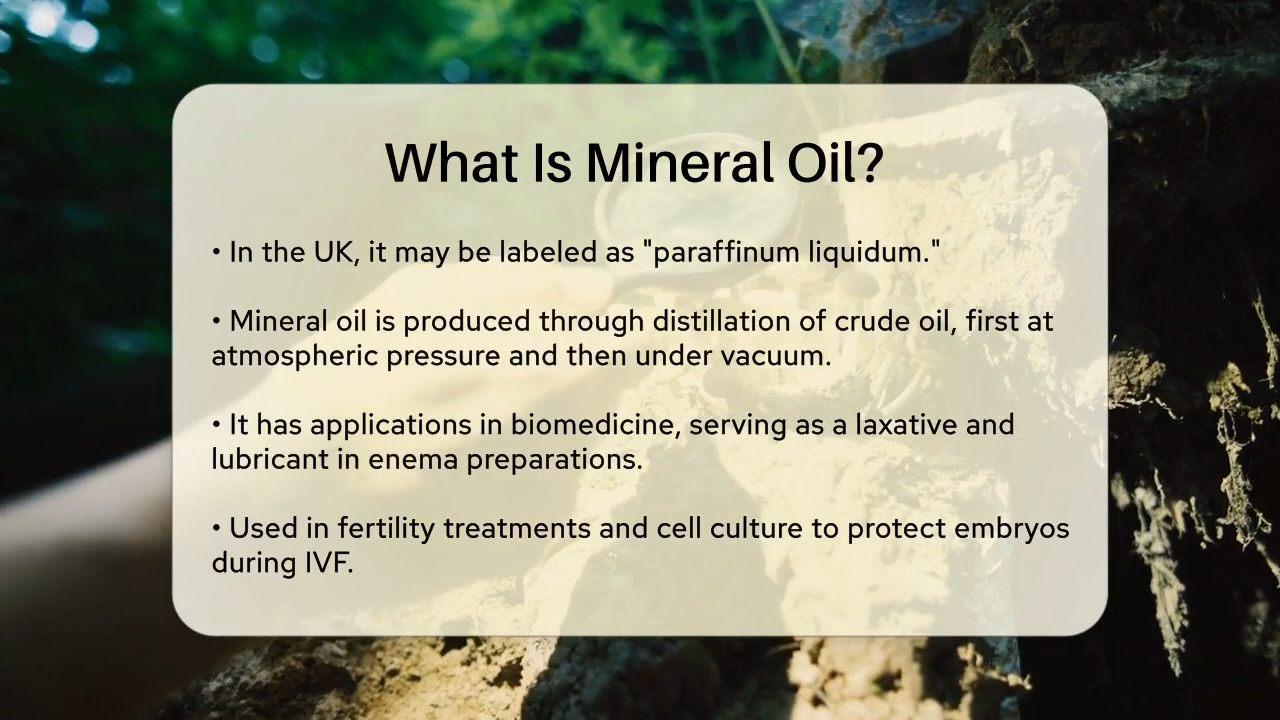 What Is Mineral Oil?
• In the UK, it may be labeled as "paraffinum liquidum."
• Mineral oil is produced through distillation of crude oil, first at
atmospheric pressure and then under vacuum.
• It has applications in biomedicine, serving as a laxative and
lubricant in enema preparations.
• Used in fertility treatments and cell culture to protect embryos
during IVF.